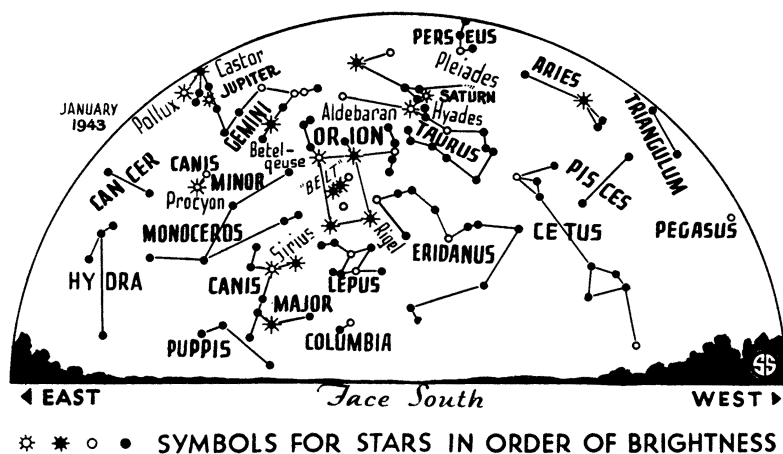 PERSEUS
Castor
JUPITER
Pleiades
ARIES
SATURN
Pollux
JANUARY
1943
GEMINI
Aldebaran
Hyades
TRIANGULUM
ORION
TAURUS
Betel-
geuse
CANCER
CANIS
MINOR
"BELT"
PISCES
Procyon
MONOCEROS
Sirius
Rigel
ERIDANUS
CETUS
PEGASUS
HYDRA
CANIS
MAJOR
LEPUS
PUPPIS
COLUMBIA
SS
EAST
Face South
WEST
SYMBOLS FOR STARS IN ORDER OF BRIGHTNESS